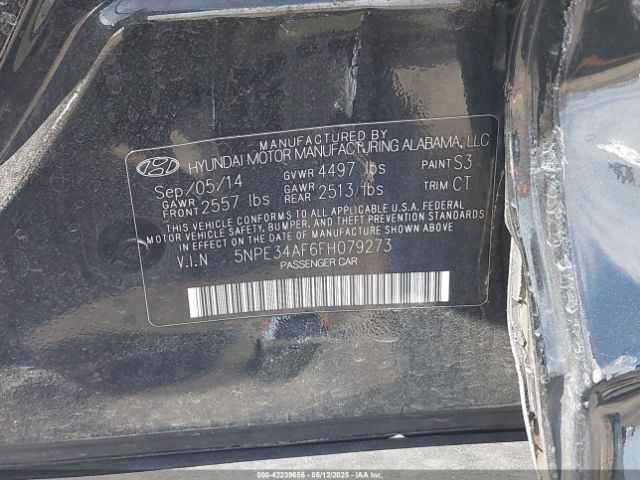 MANUFACTURED BY
HYUNDAI MOTOR MANUFACTURING ALABAMA, LLC
Sep/05/14 GVWR 4497 lbs PAINT S3
GAWR FRONT 2557 lbs GAWR REAR 2513 lbs TRIM CT
THIS VEHICLE CONFORMS TO ALL APPLICABLE U.S.A. FEDERAL
MOTOR VEHICLE SAFETY, BUMPER, AND THEFT PREVENTION STANDARDS
IN EFFECT ON THE DATE OF MANUFACTURE SHOWN ABOVE
V.I.N 5NPE34AF6FH079273
PASSENGER CAR
000-42239656 - 05/12/2025 - IAAI.COM